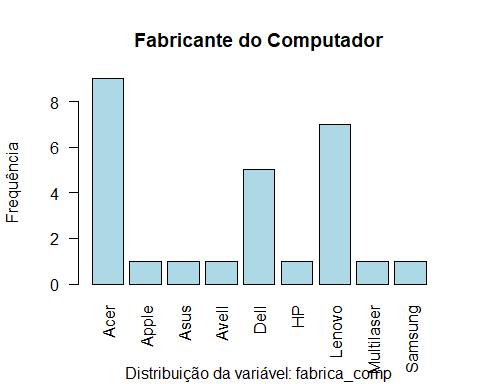 Fabricante do Computador
Frequência
8
6
4
2
0
Acer
Apple
Asus
Avell
Dell
HP
Lenovo
Multilaser
Samsung
Distribuição da variável: fabrica_comp